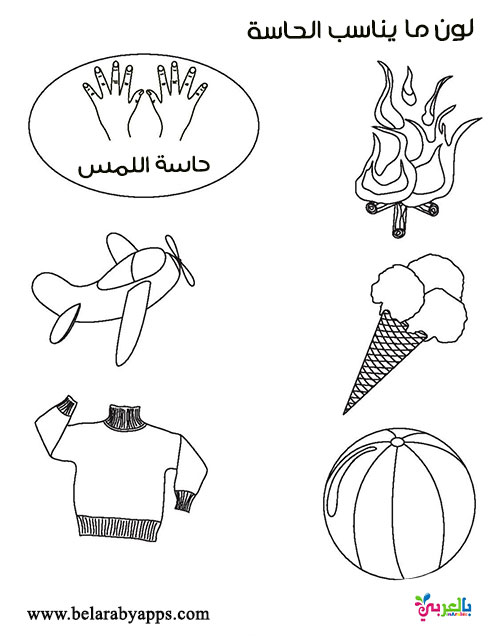 لون ما يناسب الحاسة
حاسة اللمس
بالعربي
www.belarabyapps.com